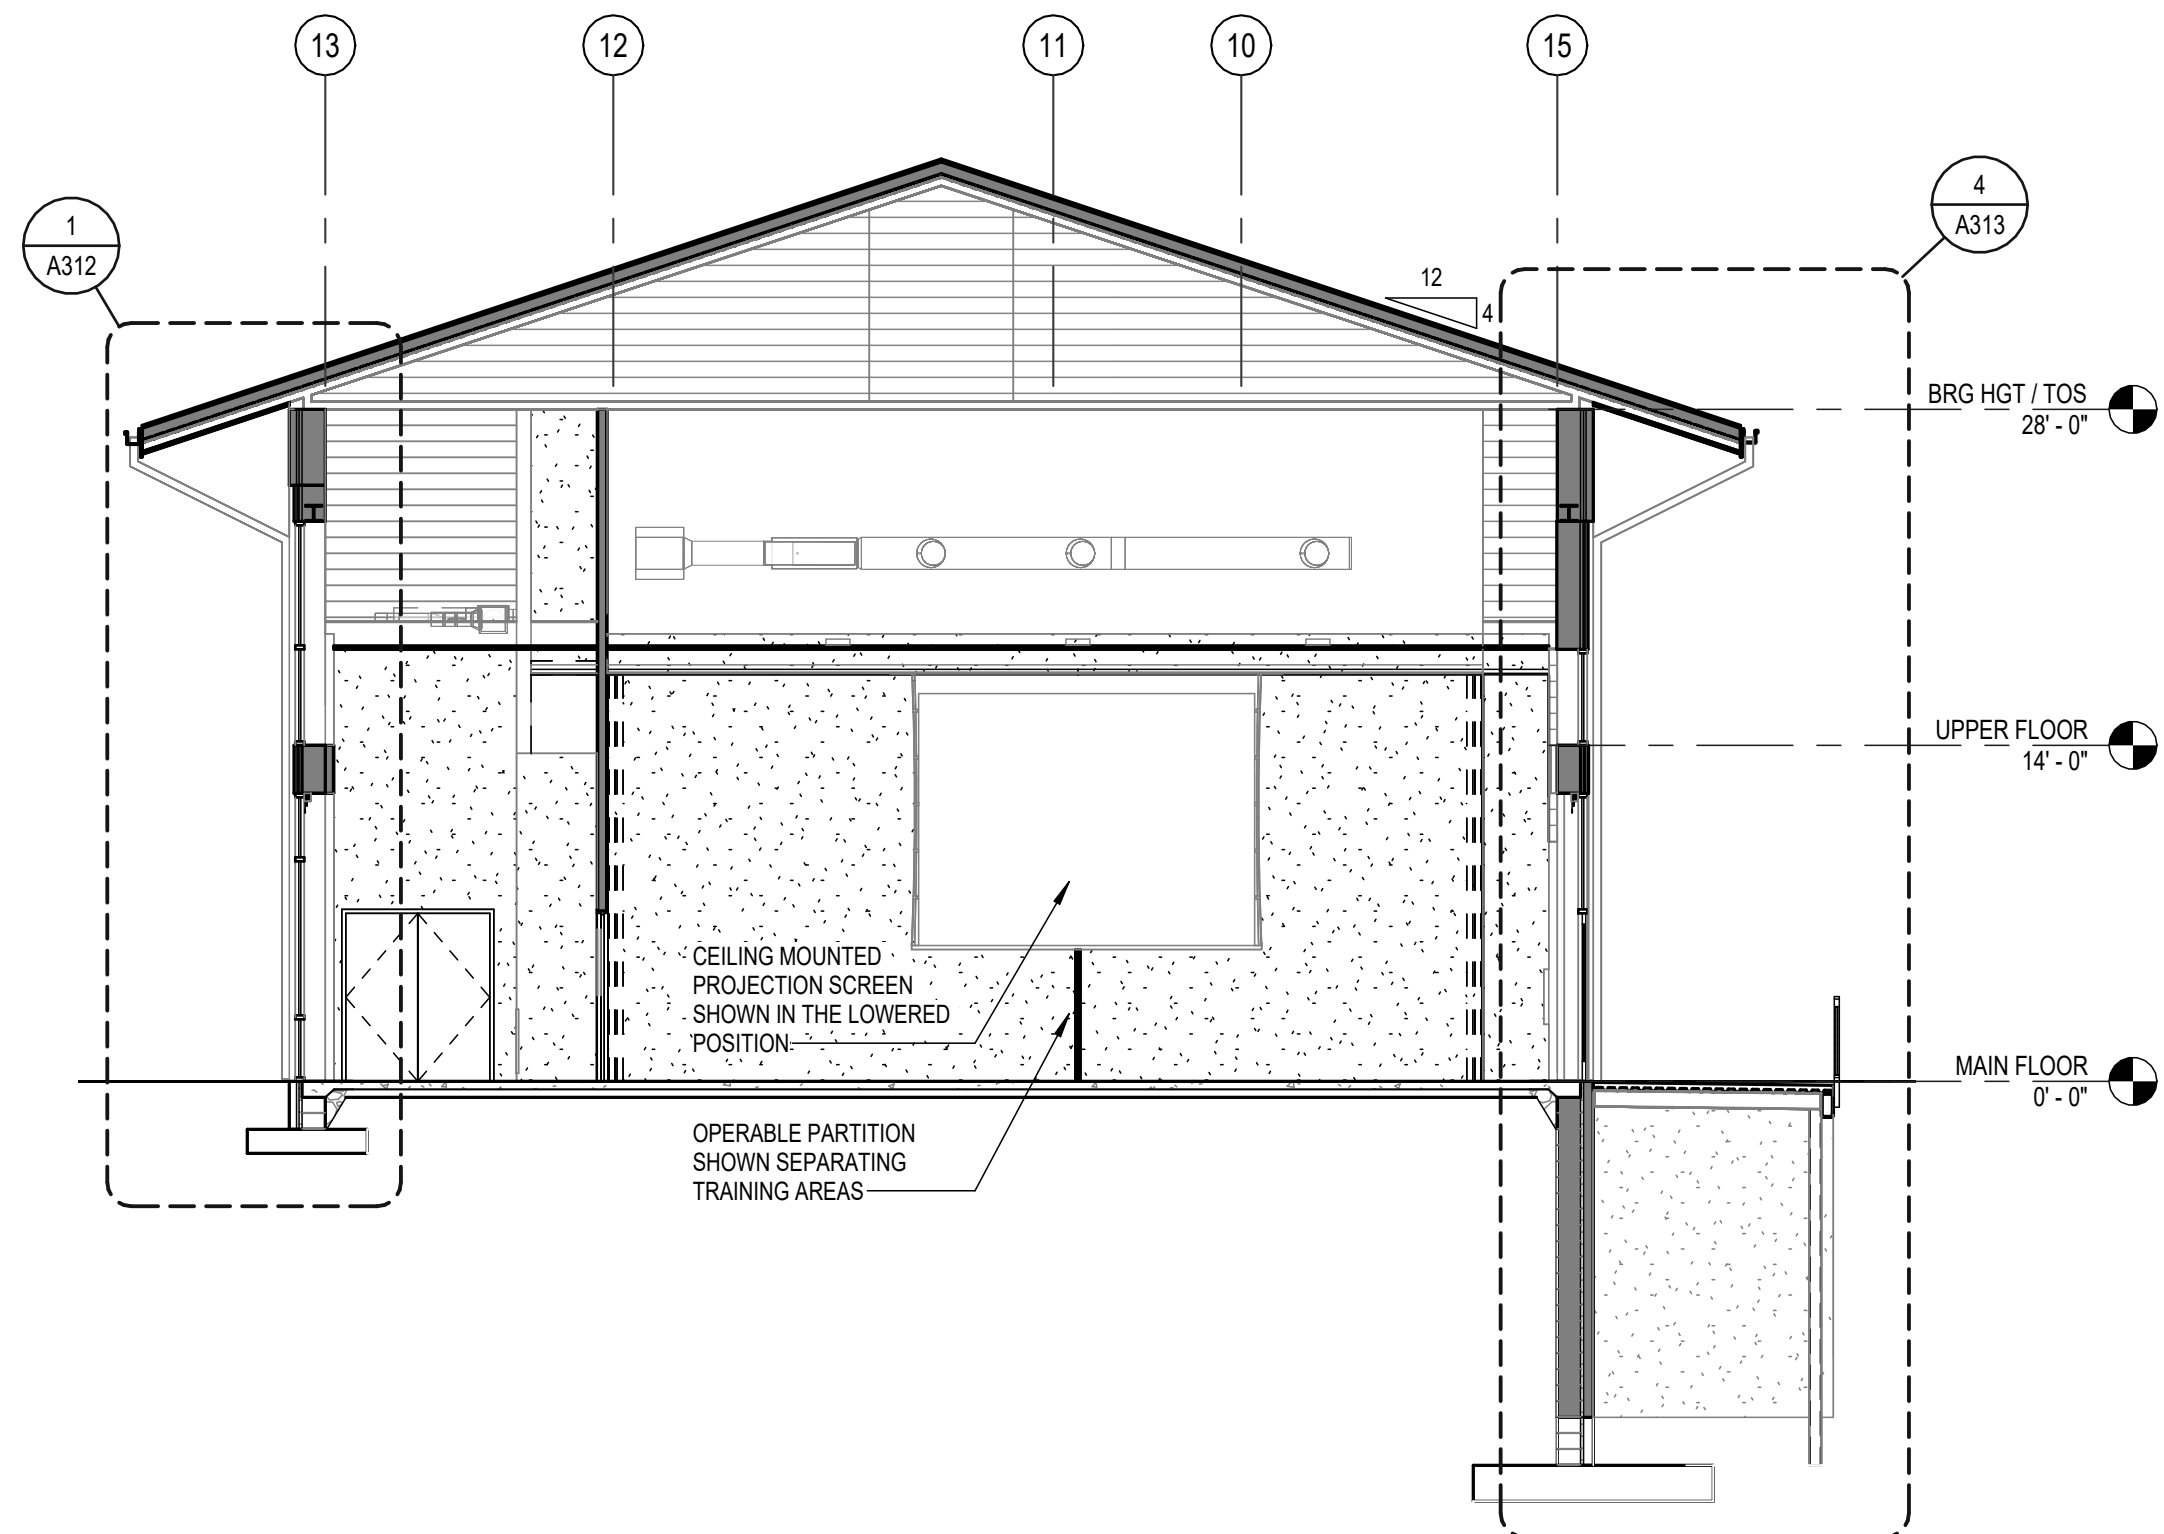 13
12
11
10
15
1
A312
4
A313
12
4
BRG HGT / TOS
28' - 0"
UPPER FLOOR
14' - 0"
CEILING MOUNTED
PROJECTION SCREEN
SHOWN IN THE LOWERED
POSITION
MAIN FLOOR
0' - 0"
OPERABLE PARTITION
SHOWN SEPARATING
TRAINING AREAS